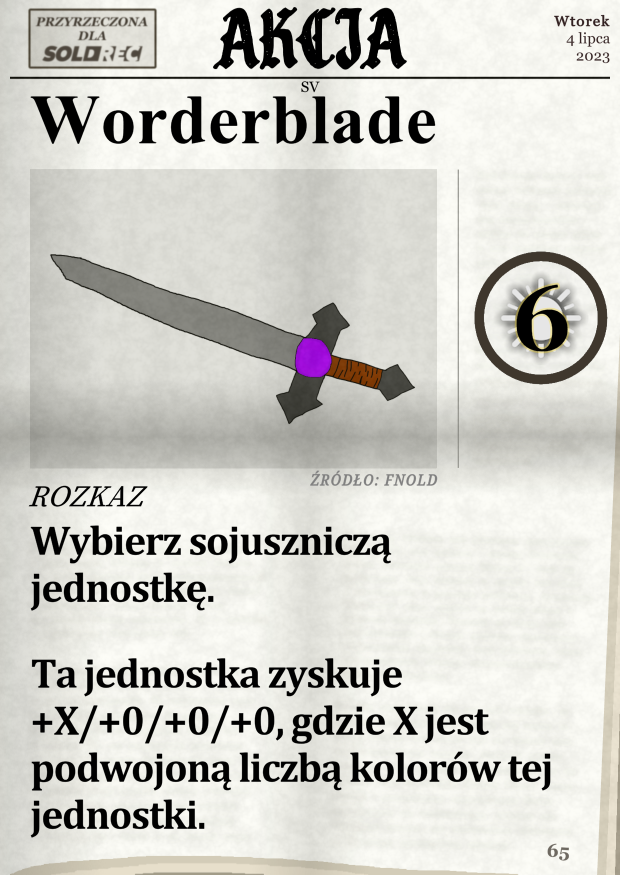 PRZYRZECZONA
DLA
SOLDREC
AKCJA
Wtorek
4 lipca
2023
SV
Worderblade
6
ŹRÓDŁO: FNOLD
ROZKAZ
Wybierz sojuszniczą
jednostkę.
Ta jednostka zyskuje
+X/+0/+0/+0, gdzie X jest
podwojoną liczbą kolorów tej
jednostki.
65